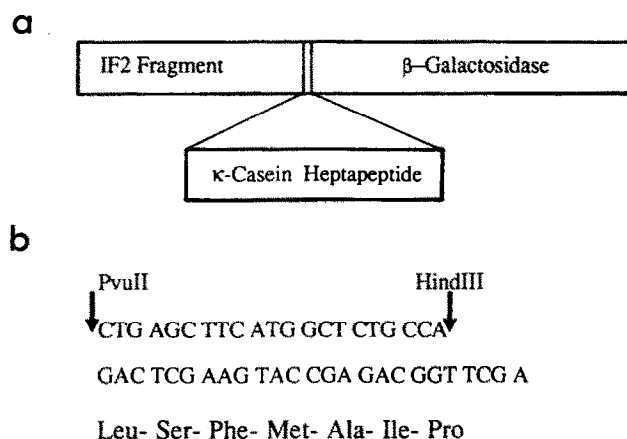 a
IF2 Fragment β–Galactosidase
κ-Casein Heptapeptide
b
PvuII HindIII
CTG AGC TTC ATG GCT CTG CCA
GAC TCG AAG TAC CGA GAC GGT TCG A
Leu- Ser- Phe- Met- Ala- Ile- Pro